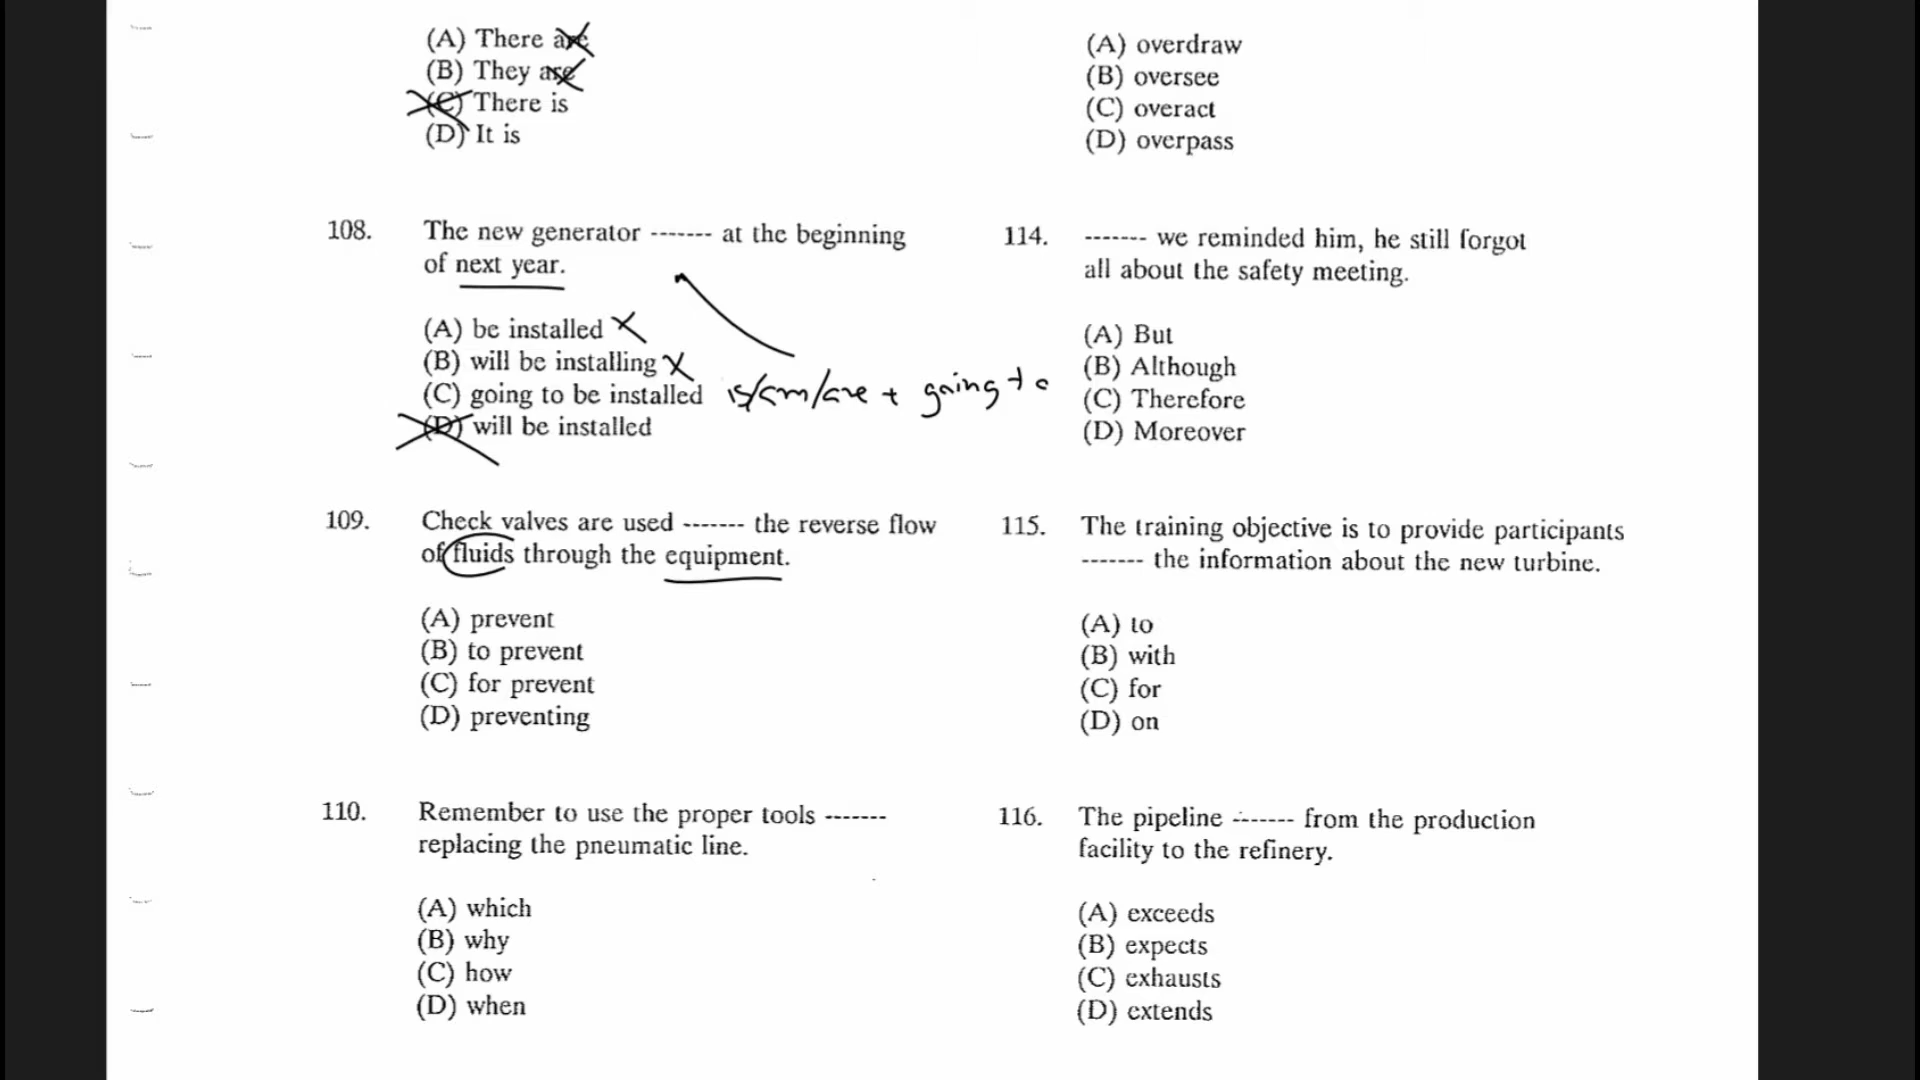 (A) There are
(B) They are
(C) There is
(D) It is
108. The new generator ------- at the beginning
of next year.
(A) be installed X
(B) will be installing X
(C) going to be installed is/am/are + going to
(D) will be installed
109. Check valves are used ------- the reverse flow
of fluids through the equipment.
(A) prevent
(B) to prevent
(C) for prevent
(D) preventing
110. Remember to use the proper tools -------
replacing the pneumatic line.
(A) which
(B) why
(C) how
(D) when
(A) overdraw
(B) oversee
(C) overact
(D) overpass
114. ------- we reminded him, he still forgot
all about the safety meeting.
(A) But
(B) Although
(C) Therefore
(D) Moreover
115. The training objective is to provide participants
------- the information about the new turbine.
(A) to
(B) with
(C) for
(D) on
116. The pipeline ------- from the production
facility to the refinery.
(A) exceeds
(B) expects
(C) exhausts
(D) extends